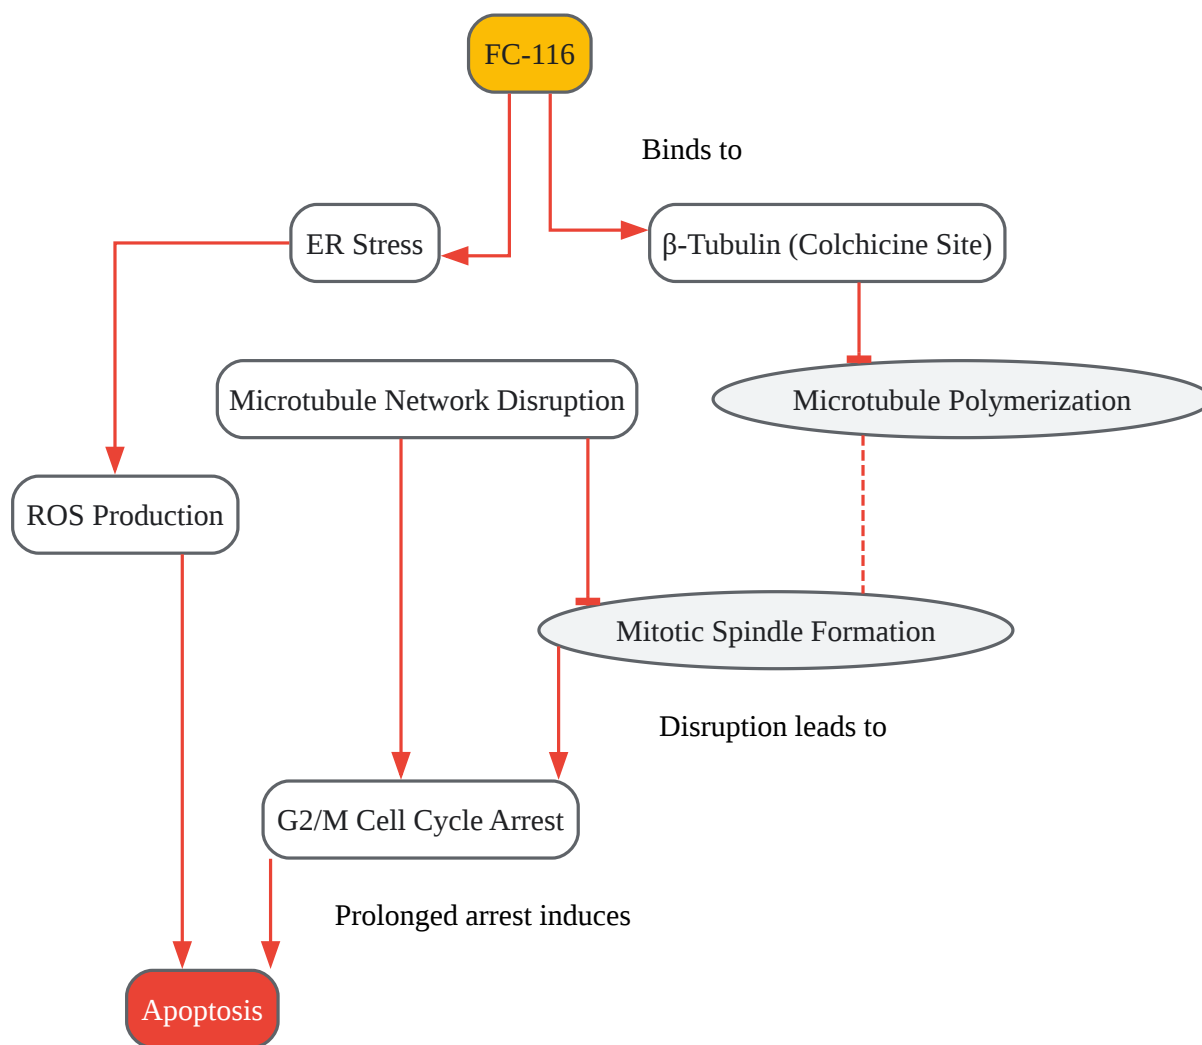 FC-116
Binds to
ER Stress
β-Tubulin (Colchicine Site)
Microtubule Network Disruption
Microtubule Polymerization
ROS Production
Mitotic Spindle Formation
Disruption leads to
G2/M Cell Cycle Arrest
Prolonged arrest induces
Apoptosis